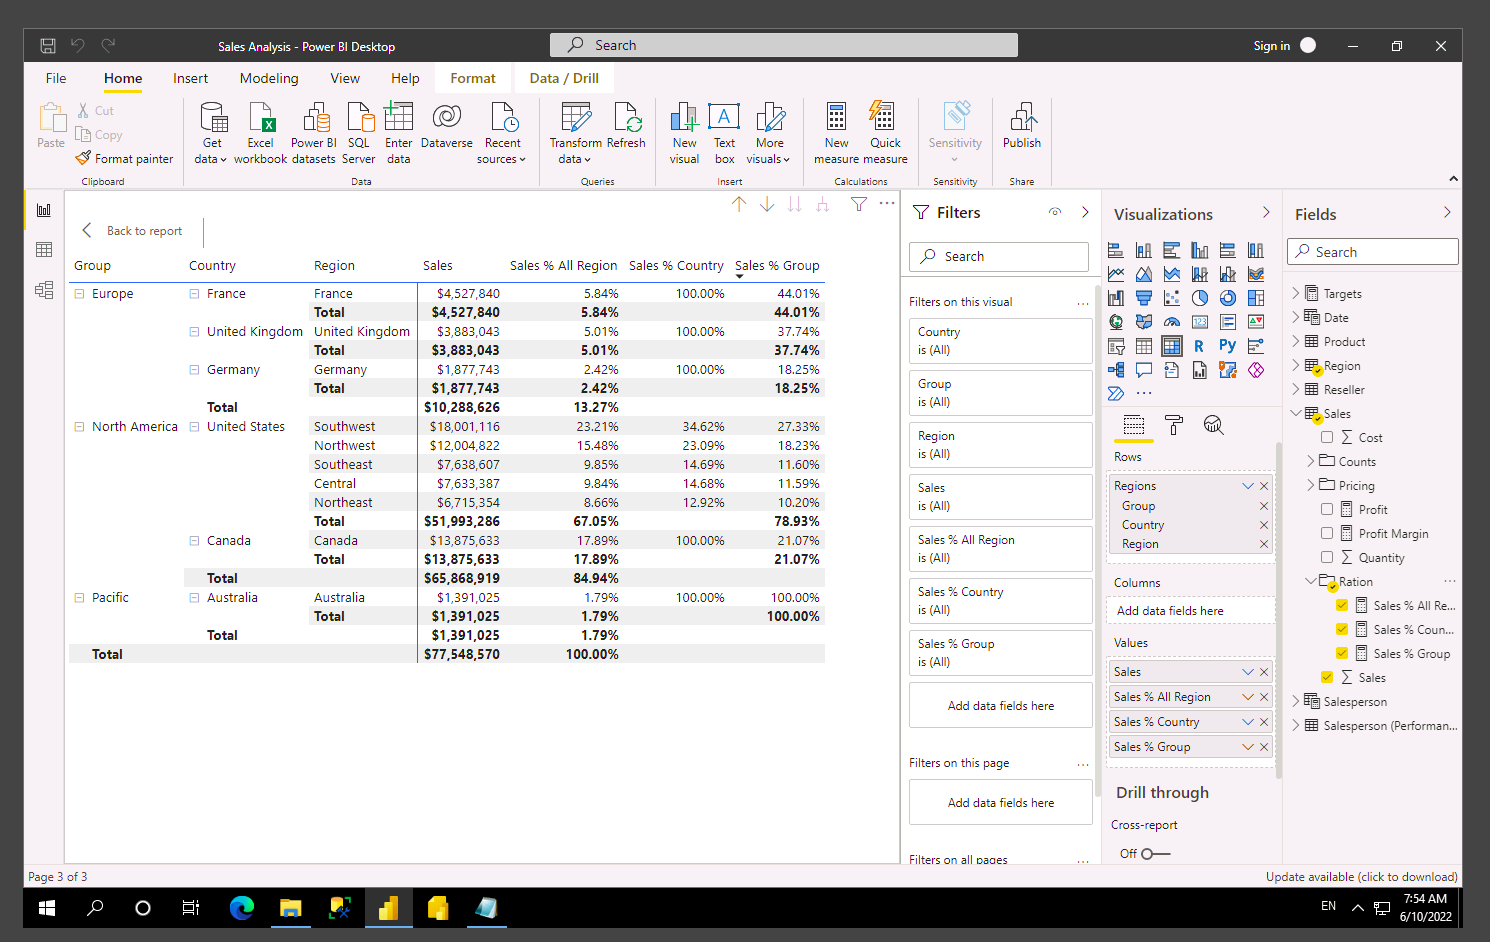 Sales Analysis - Power BI Desktop
Search
Sign in
File Home Insert Modeling View Help Format Data / Drill
Paste
Cut
Copy
Format painter
Clipboard
Get data
Excel workbook
Power BI datasets
SQL Server
Enter data
Dataverse
Recent sources
Data
Transform data
Refresh
Queries
New visual
Text box
More visuals
Insert
New measure
Quick measure
Calculations
Sensitivity
Sensitivity
Publish
Share
Back to report
Group Country Region Sales Sales % All Region Sales % Country Sales % Group
Europe France France $4,527,840 5.84% 100.00% 44.01%
Total $4,527,840 5.84% 44.01%
United Kingdom United Kingdom $3,883,043 5.01% 100.00% 37.74%
Total $3,883,043 5.01% 37.74%
Germany Germany $1,877,743 2.42% 100.00% 18.25%
Total $1,877,743 2.42% 18.25%
Total $10,288,626 13.27%
North America United States Southwest $18,001,116 23.21% 34.62% 27.33%
Northwest $12,004,822 15.48% 23.09% 18.23%
Southeast $7,638,607 9.85% 14.69% 11.60%
Central $7,633,387 9.84% 14.68% 11.59%
Northeast $6,715,354 8.66% 12.92% 10.20%
Total $51,993,286 67.05% 78.93%
Canada Canada $13,875,633 17.89% 100.00% 21.07%
Total $13,875,633 17.89% 21.07%
Total $65,868,919 84.94%
Pacific Australia Australia $1,391,025 1.79% 100.00% 100.00%
Total $1,391,025 1.79% 100.00%
Total $1,391,025 1.79%
Total $77,548,570 100.00%
Filters
Search
Filters on this visual ...
Country
is (All)
Group
is (All)
Region
is (All)
Sales
is (All)
Sales % All Region
is (All)
Sales % Country
is (All)
Sales % Group
is (All)
Add data fields here
Filters on this page ...
Add data fields here
Filters on all pages ...
Visualizations
123
R
Py
...
Rows
Regions
Group
Country
Region
Columns
Add data fields here
Values
Sales
Sales % All Region
Sales % Country
Sales % Group
Drill through
Cross-report
Off
Fields
Search
Targets
Date
Product
Region
Reseller
Sales
Σ Cost
Counts
Pricing
Profit
Profit Margin
Σ Quantity
Ration ...
Sales % All Re...
Sales % Coun...
Sales % Group
Σ Sales
Salesperson
Salesperson (Performan...
Page 3 of 3
Update available (click to download)
EN
7:54 AM
6/10/2022